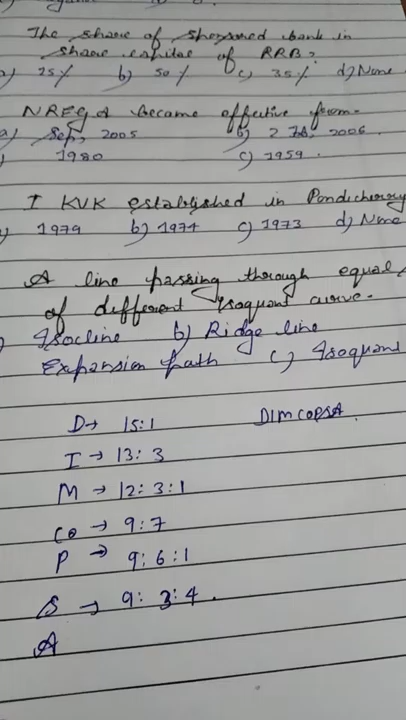 The share of sponsored bank in
share capital of RRB?
a) 25% b) 50% c) 35% d) None
NREGA became effective from-
a) Sep, 2005 b) 2 Feb, 2006
1980 c) 1959.
I KVK established in Pondicherry
1979 b) 1974 c) 1973 d) None
A line passing through equal
of different Isoquant curve.
Isocline b) Ridge line
Expansion path c) Isoquant
D → 15:1 DIMCOPSA
I → 13:3
M → 12:3:1
CO → 9:7
P → 9:6:1
S → 9:3:4.
A